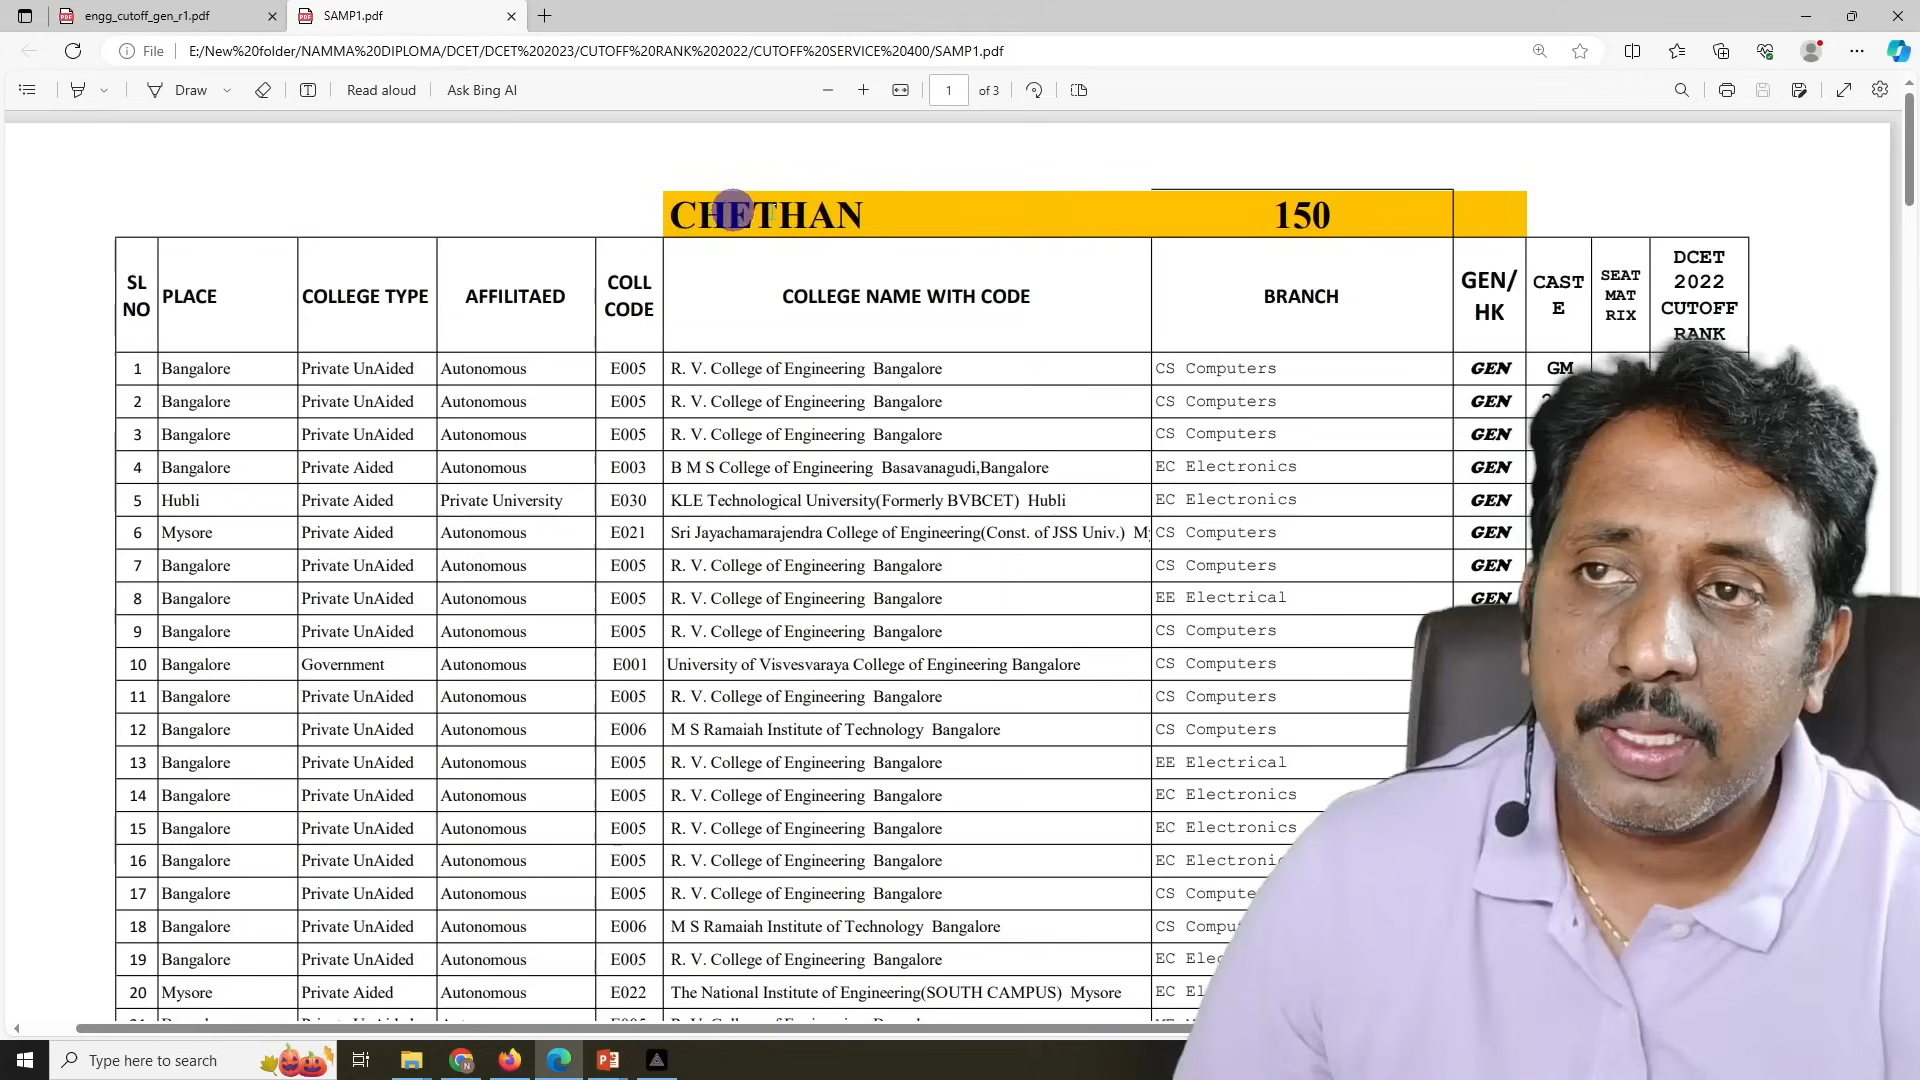 engg_cutoff_gen_r1.pdf
SAMP1.pdf
File E:/New%20folder/NAMMA%20DIPLOMA/DCET/DCET%202023/CUTOFF%20RANK%202022/CUTOFF%20SERVICE%20400/SAMP1.pdf
Draw Read aloud Ask Bing AI 1 of 3
CHETHAN 150
SL NO PLACE COLLEGE TYPE AFFILITAED COLL CODE COLLEGE NAME WITH CODE BRANCH GEN/ HK CAST E SEAT MAT RIX DCET 2022 CUTOFF RANK
1 Bangalore Private UnAided Autonomous E005 R. V. College of Engineering Bangalore CS Computers GEN GM
2 Bangalore Private UnAided Autonomous E005 R. V. College of Engineering Bangalore CS Computers GEN
3 Bangalore Private UnAided Autonomous E005 R. V. College of Engineering Bangalore CS Computers GEN
4 Bangalore Private Aided Autonomous E003 B M S College of Engineering Basavanagudi,Bangalore EC Electronics GEN
5 Hubli Private Aided Private University E030 KLE Technological University(Formerly BVBCET) Hubli EC Electronics GEN
6 Mysore Private Aided Autonomous E021 Sri Jayachamarajendra College of Engineering(Const. of JSS Univ.) My CS Computers GEN
7 Bangalore Private UnAided Autonomous E005 R. V. College of Engineering Bangalore CS Computers GEN
8 Bangalore Private UnAided Autonomous E005 R. V. College of Engineering Bangalore EE Electrical GEN
9 Bangalore Private UnAided Autonomous E005 R. V. College of Engineering Bangalore CS Computers
10 Bangalore Government Autonomous E001 University of Visvesvaraya College of Engineering Bangalore CS Computers
11 Bangalore Private UnAided Autonomous E005 R. V. College of Engineering Bangalore CS Computers
12 Bangalore Private UnAided Autonomous E006 M S Ramaiah Institute of Technology Bangalore CS Computers
13 Bangalore Private UnAided Autonomous E005 R. V. College of Engineering Bangalore EE Electrical
14 Bangalore Private UnAided Autonomous E005 R. V. College of Engineering Bangalore EC Electronics
15 Bangalore Private UnAided Autonomous E005 R. V. College of Engineering Bangalore EC Electronics
16 Bangalore Private UnAided Autonomous E005 R. V. College of Engineering Bangalore EC Electronic
17 Bangalore Private UnAided Autonomous E005 R. V. College of Engineering Bangalore CS Compute
18 Bangalore Private UnAided Autonomous E006 M S Ramaiah Institute of Technology Bangalore CS Compu
19 Bangalore Private UnAided Autonomous E005 R. V. College of Engineering Bangalore EC Elec
20 Mysore Private Aided Autonomous E022 The National Institute of Engineering(SOUTH CAMPUS) Mysore EC El
Type here to search